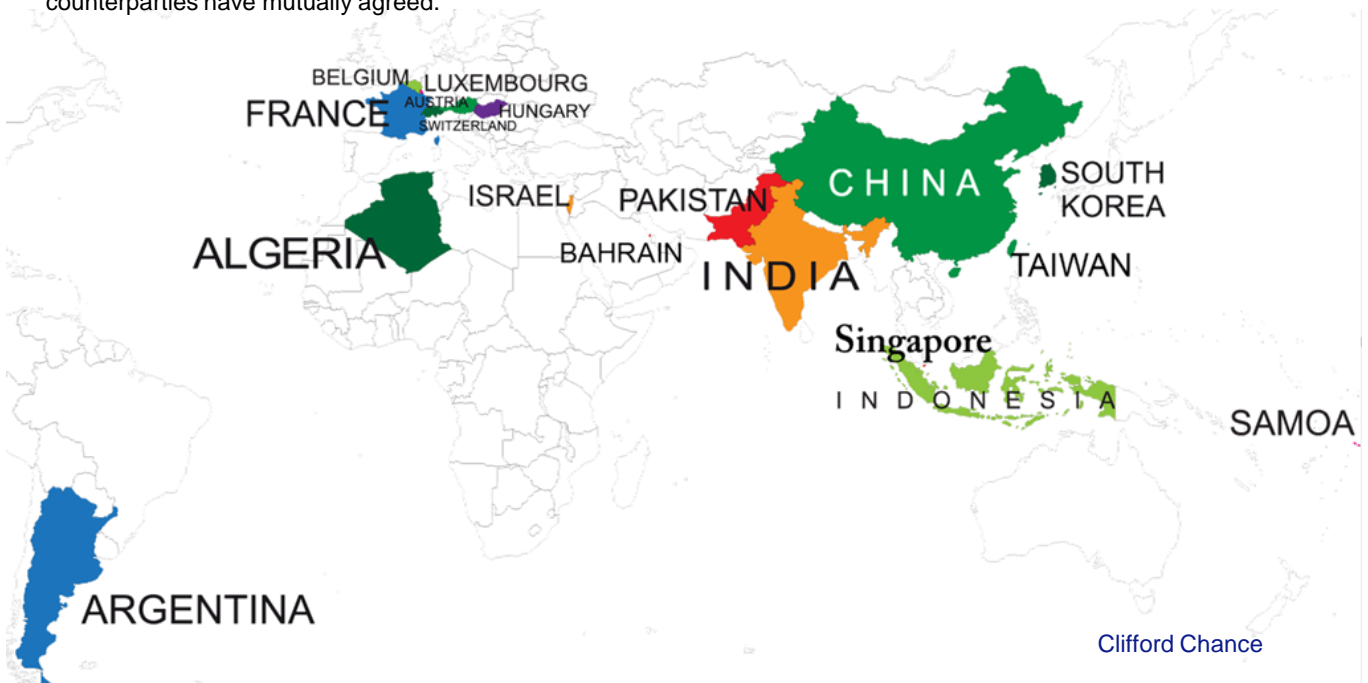 counterparties have mutually agreed.
BELGIUM
LUXEMBOURG
AUSTRIA
FRANCE
HUNGARY
SWITZERLAND
CHINA
SOUTH
KOREA
ISRAEL
PAKISTAN
ALGERIA
BAHRAIN
INDIA
TAIWAN
Singapore
INDONESIA
SAMOA
ARGENTINA
Clifford Chance